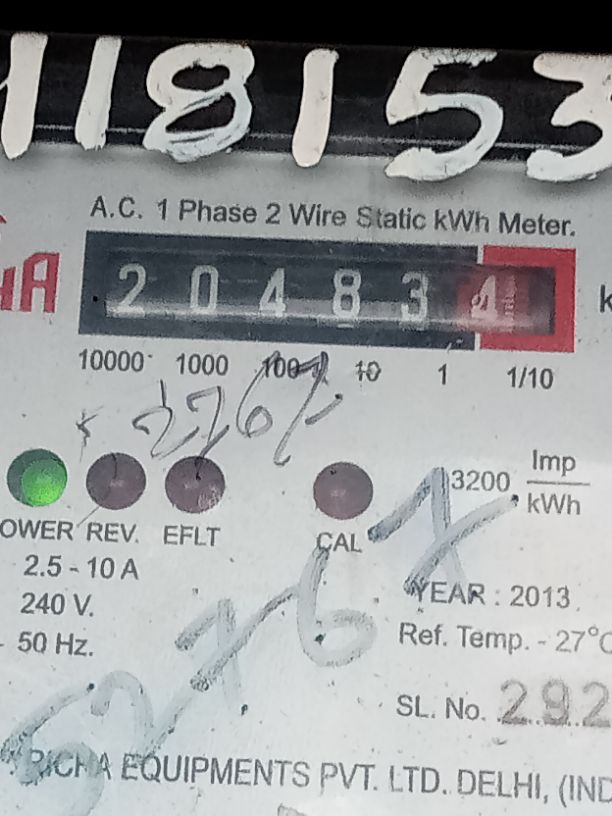 118153
A.C. 1 Phase 2 Wire Static kWh Meter.
20483 4
10000 1000 100 10 1 1/10
2767
3200 Imp/kWh
OWER REV. EFLT CAL
2.5 - 10 A
240 V.
50 Hz.
YEAR : 2013
Ref. Temp. - 27°C
SL. No. 292
RICHA EQUIPMENTS PVT. LTD. DELHI, (IND